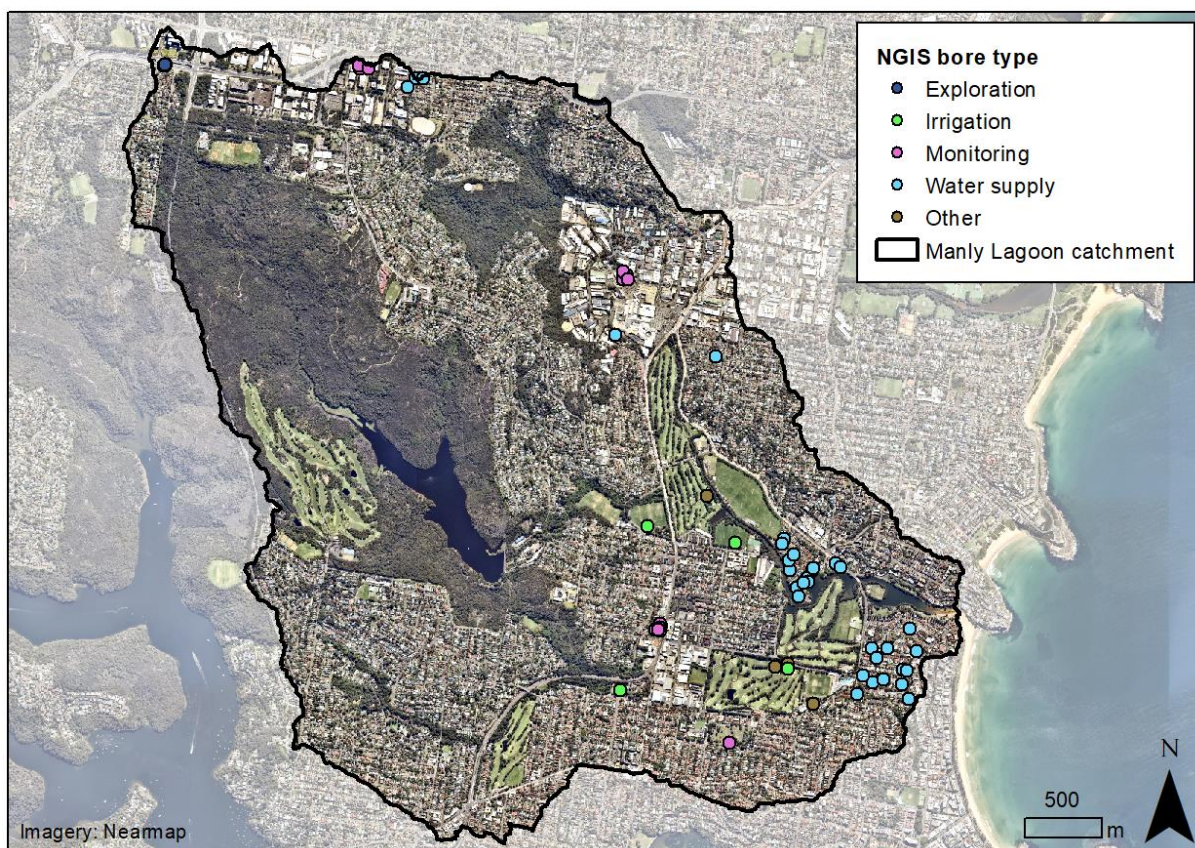 NGIS bore type
Exploration
Irrigation
Monitoring
Water supply
Other
Manly Lagoon catchment
N
500
m
Imagery: Nearmap